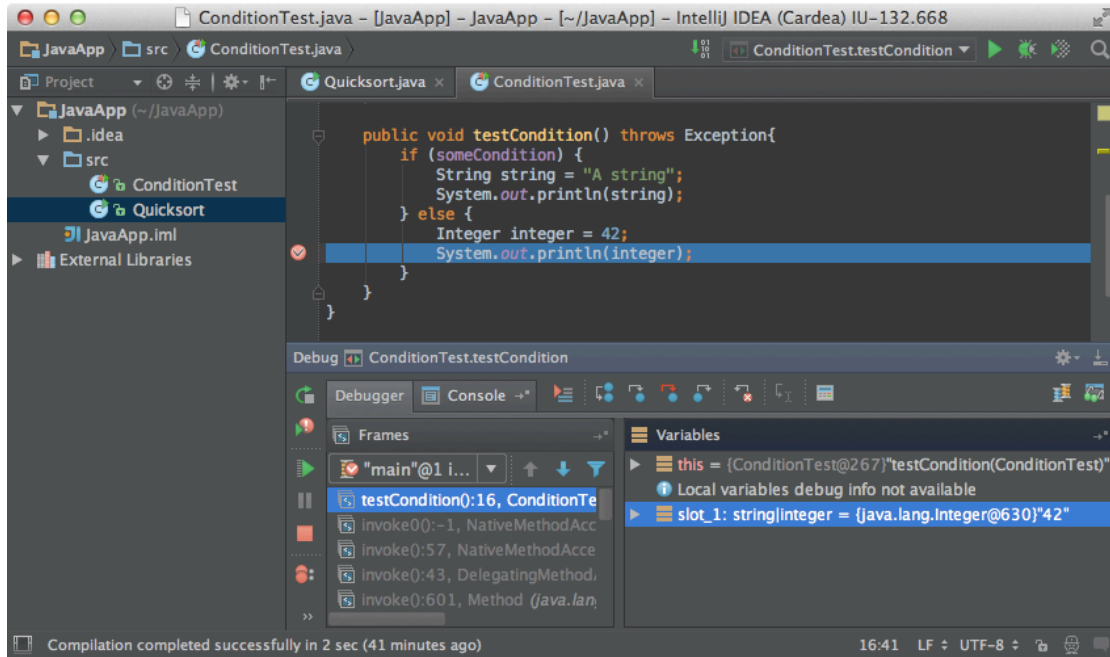 ConditionTest.java – [JavaApp] – JavaApp – [~/JavaApp] – IntelliJ IDEA (Cardea) IU–132.668
JavaApp src ConditionTest.java
ConditionTest.testCondition
Project
Quicksort.java × ConditionTest.java ×
JavaApp (~/JavaApp)
.idea
src
ConditionTest
Quicksort
JavaApp.iml
External Libraries
public void testCondition() throws Exception{
if (someCondition) {
String string = "A string";
System.out.println(string);
} else {
Integer integer = 42;
System.out.println(integer);
}
}
}
Debug ConditionTest.testCondition
Debugger Console
Frames
"main"@1 i...
testCondition():16, ConditionTe
invoke0():-1, NativeMethodAcc
invoke():57, NativeMethodAcce
invoke():43, DelegatingMethod
invoke():601, Method (java.lan
Variables
this = {ConditionTest@267}"testCondition(ConditionTest)"
Local variables debug info not available
slot_1: string|integer = {java.lang.Integer@630}"42"
Compilation completed successfully in 2 sec (41 minutes ago)
16:41 LF UTF–8